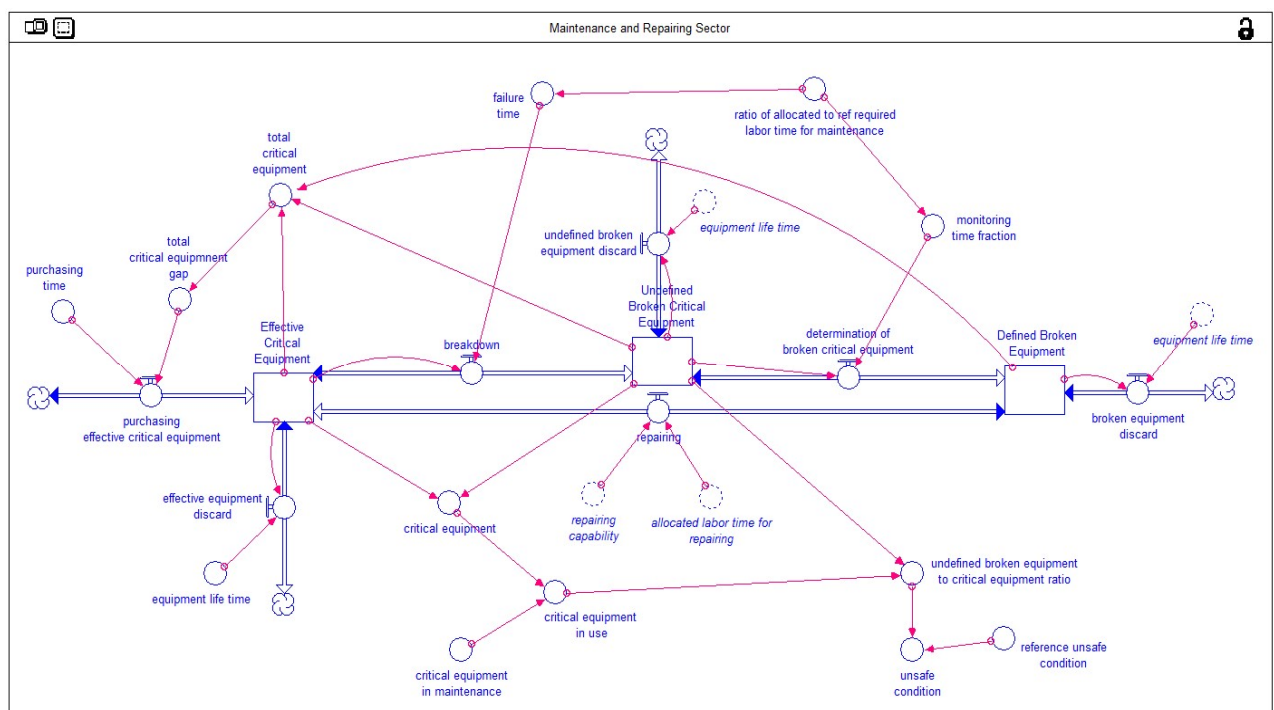 Maintenance and Repairing Sector
failure
time
ratio of allocated to ref required
labor time for maintenance
total
critical
equipment
equipment life time
monitoring
time fraction
undefined broken
equipment discard
total
critical equipmnent
gap
purchasing
time
Undefined
Broken Critical
Equipment
Effective
Critical
Equipment
breakdown
determination of
broken critical equipment
Defined Broken
Equipment
equipment life time
purchasing
effective critical equipment
repairing
broken equipment
discard
effective equipment
discard
critical equipment
repairing
capability
allocated labor time for
repairing
equipment life time
undefined broken equipment
to critical equipment ratio
critical equipment
in use
critical equipment
in maintenance
unsafe
condition
reference unsafe
condition